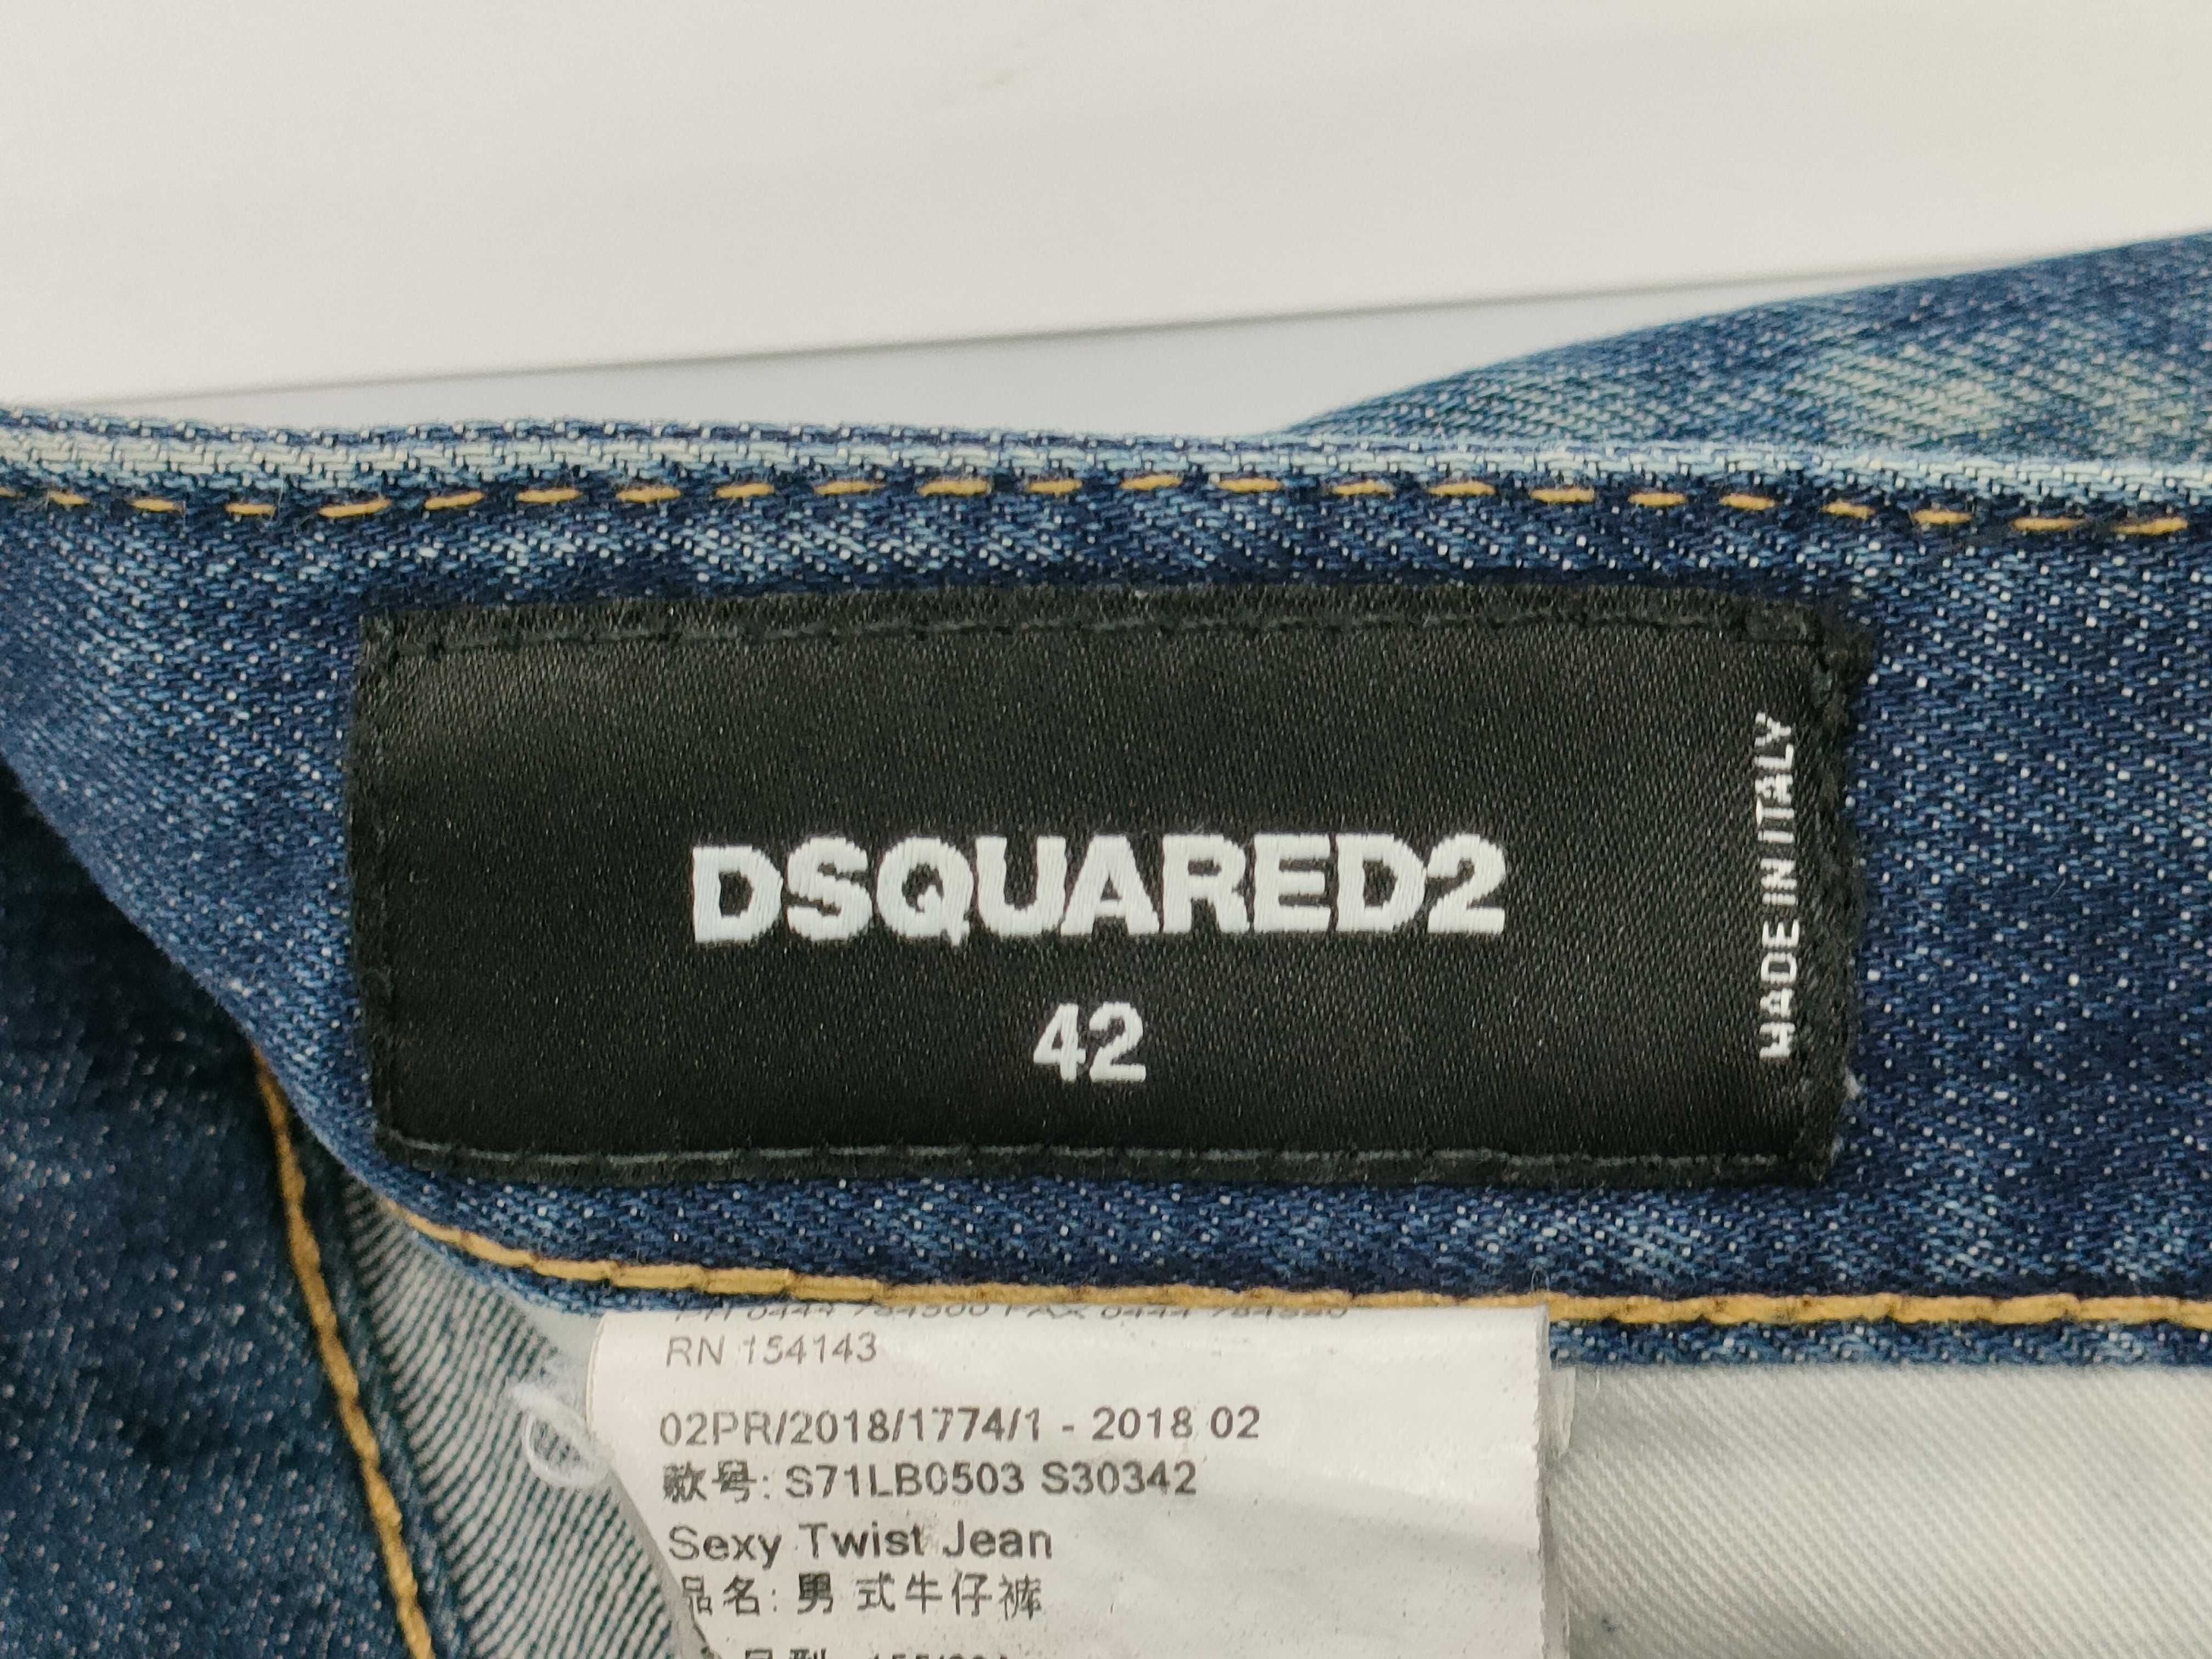 DSQUARED2
42
MADE IN ITALY
RN 154143
02PR/2018/1774/1 - 2018 02
款号: S71LB0503 S30342
Sexy Twist Jean
品名: 男 式牛仔裤